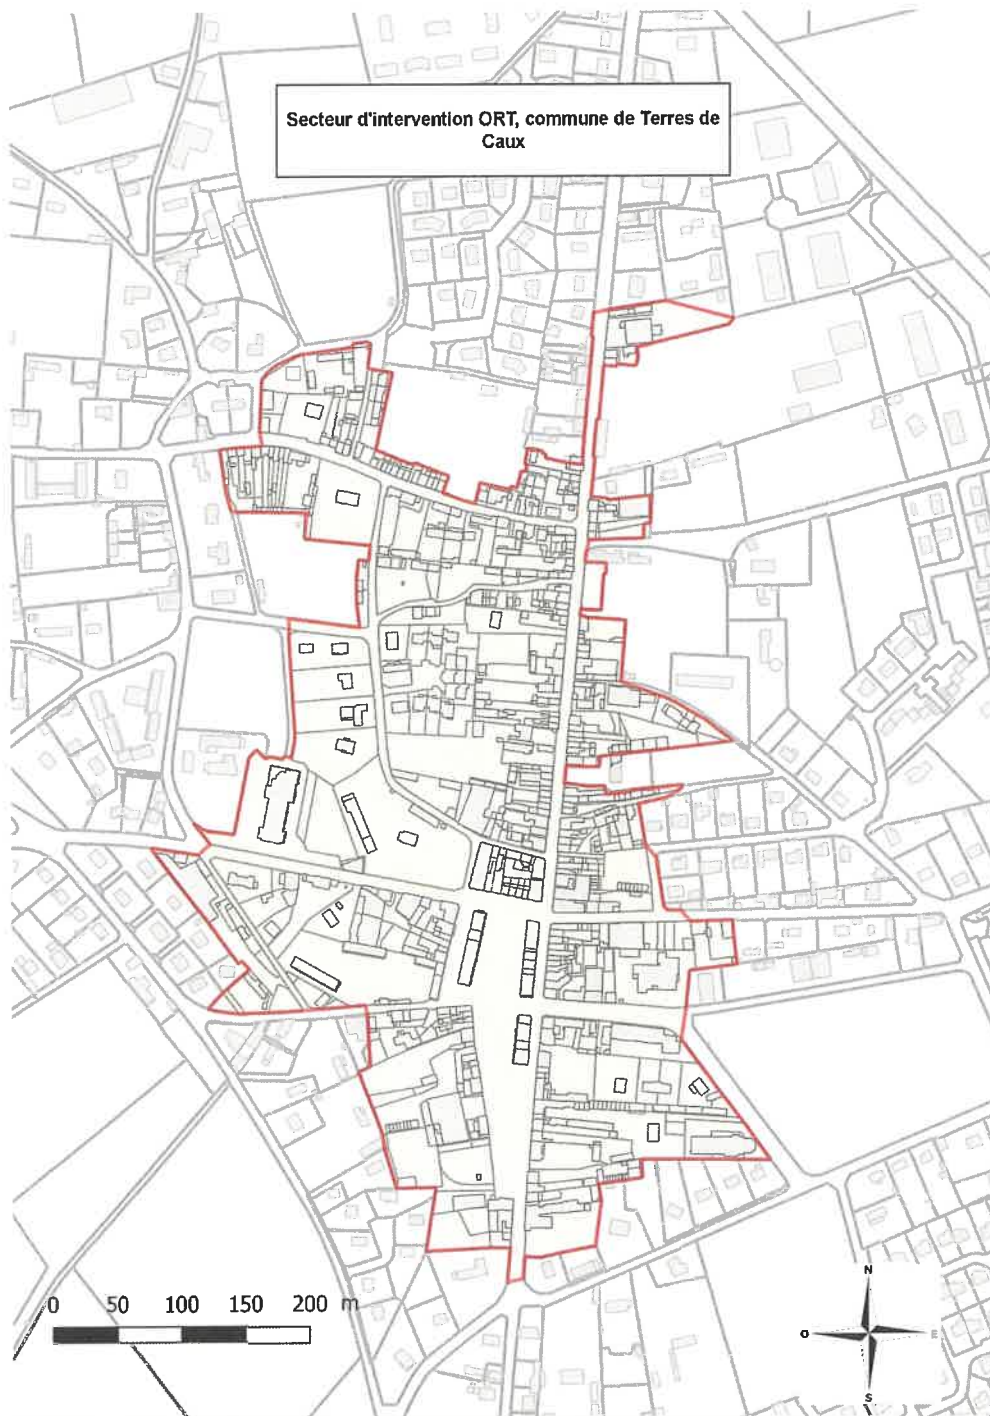 Secteur d'intervention ORT, commune de Terres de
Caux
0 50 100 150 200 m
N
O E
S